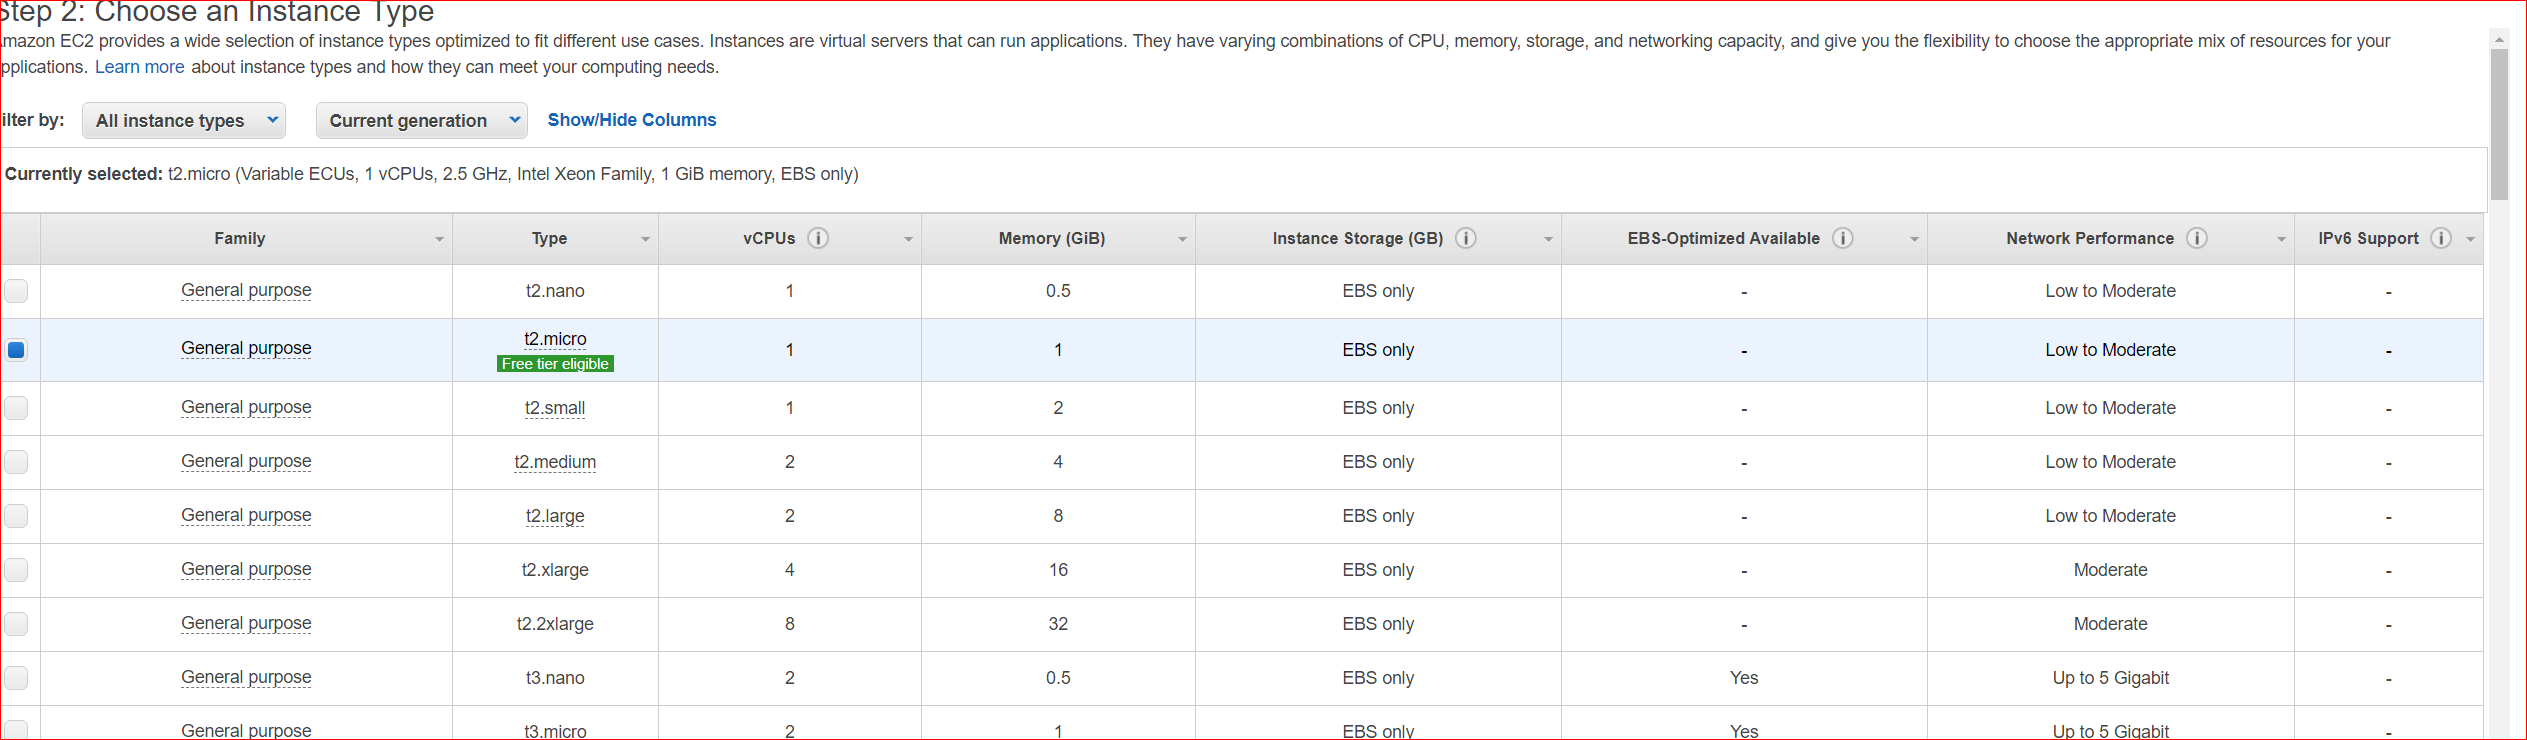 Step 2: Choose an Instance Type
mazon EC2 provides a wide selection of instance types optimized to fit different use cases. Instances are virtual servers that can run applications. They have varying combinations of CPU, memory, storage, and networking capacity, and give you the flexibility to choose the appropriate mix of resources for your
pplications. Learn more about instance types and how they can meet your computing needs.
ilter by: All instance types Current generation Show/Hide Columns
Currently selected: t2.micro (Variable ECUs, 1 vCPUs, 2.5 GHz, Intel Xeon Family, 1 GiB memory, EBS only)
Family Type vCPUs Memory (GiB) Instance Storage (GB) EBS-Optimized Available Network Performance IPv6 Support
General purpose t2.nano 1 0.5 EBS only - Low to Moderate -
General purpose t2.micro 1 1 EBS only - Low to Moderate -
Free tier eligible
General purpose t2.small 1 2 EBS only - Low to Moderate -
General purpose t2.medium 2 4 EBS only - Low to Moderate -
General purpose t2.large 2 8 EBS only - Low to Moderate -
General purpose t2.xlarge 4 16 EBS only - Moderate -
General purpose t2.2xlarge 8 32 EBS only - Moderate -
General purpose t3.nano 2 0.5 EBS only Yes Up to 5 Gigabit -
General purpose t3.micro 2 1 EBS only Yes Up to 5 Gigabit -